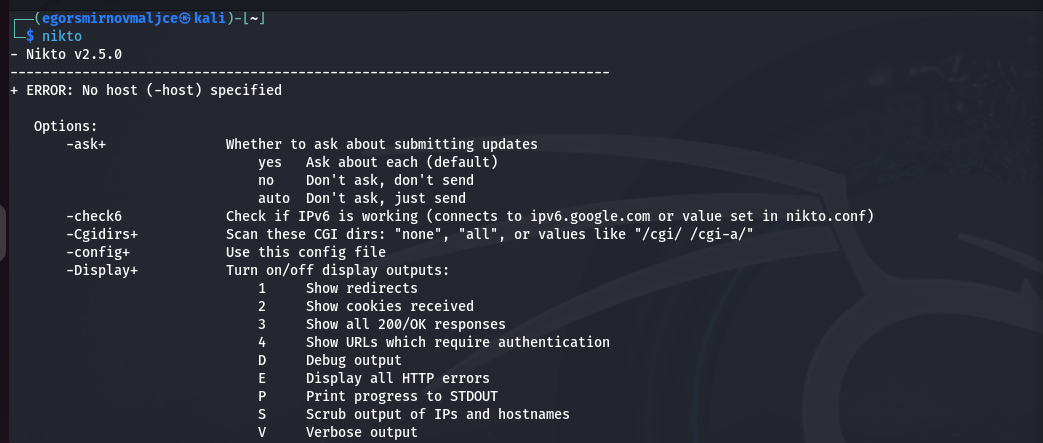 ┌──(egorsmirnovmaljce㉿kali)-[~]
└─$ nikto
- Nikto v2.5.0
---------------------------------------------------------------------------
+ ERROR: No host (-host) specified
Options:
-ask+ Whether to ask about submitting updates
yes Ask about each (default)
no Don't ask, don't send
auto Don't ask, just send
-check6 Check if IPv6 is working (connects to ipv6.google.com or value set in nikto.conf)
-Cgidirs+ Scan these CGI dirs: "none", "all", or values like "/cgi/ /cgi-a/"
-config+ Use this config file
-Display+ Turn on/off display outputs:
1 Show redirects
2 Show cookies received
3 Show all 200/OK responses
4 Show URLs which require authentication
D Debug output
E Display all HTTP errors
P Print progress to STDOUT
S Scrub output of IPs and hostnames
V Verbose output